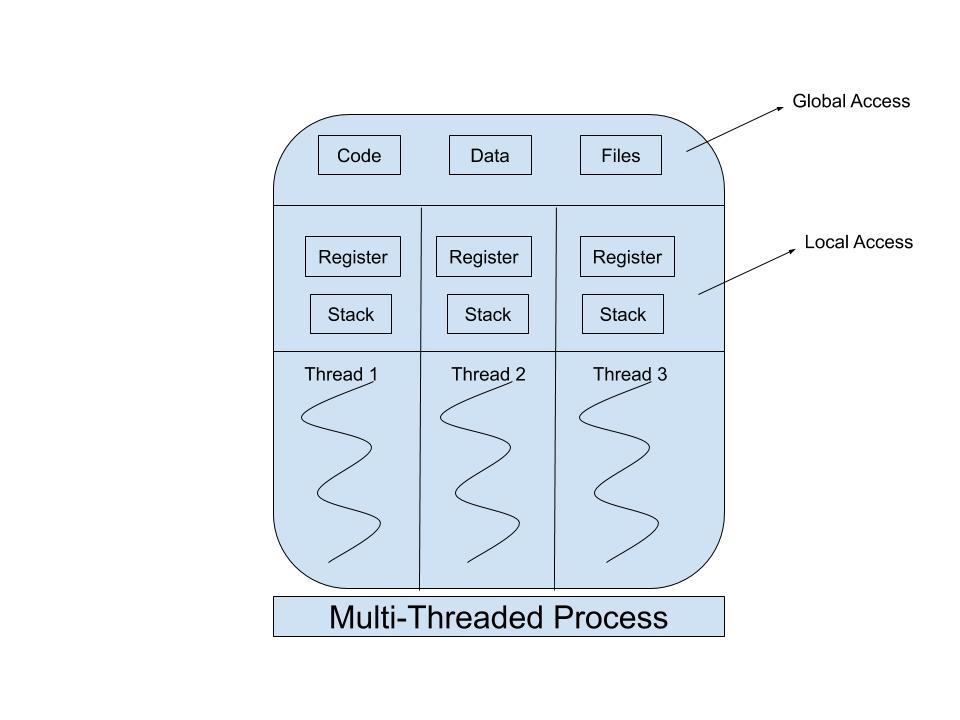 Global Access
Code Data Files
Local Access
Register Register Register
Stack Stack Stack
Thread 1 Thread 2 Thread 3
Multi-Threaded Process